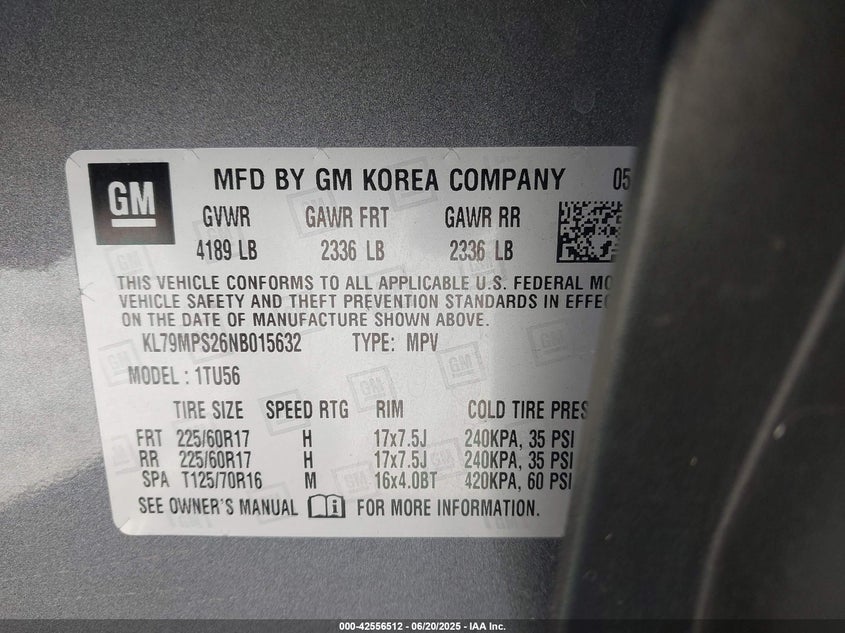 GM
MFD BY GM KOREA COMPANY 05
GVWR GAWR FRT GAWR RR
4189 LB 2336 LB 2336 LB
THIS VEHICLE CONFORMS TO ALL APPLICABLE U.S. FEDERAL MO
VEHICLE SAFETY AND THEFT PREVENTION STANDARDS IN EFFEC
ON THE DATE OF MANUFACTURE SHOWN ABOVE.
KL79MPS26NB015632 TYPE: MPV
MODEL : 1TU56
TIRE SIZE SPEED RTG RIM COLD TIRE PRES
FRT 225/60R17 H 17x7.5J 240KPA, 35 PSI
RR 225/60R17 H 17x7.5J 240KPA, 35 PSI
SPA T125/70R16 M 16x4.0BT 420KPA, 60 PSI
SEE OWNER'S MANUAL FOR MORE INFORMATION.
000-42556512 - 06/20/2025 - IAA Inc.